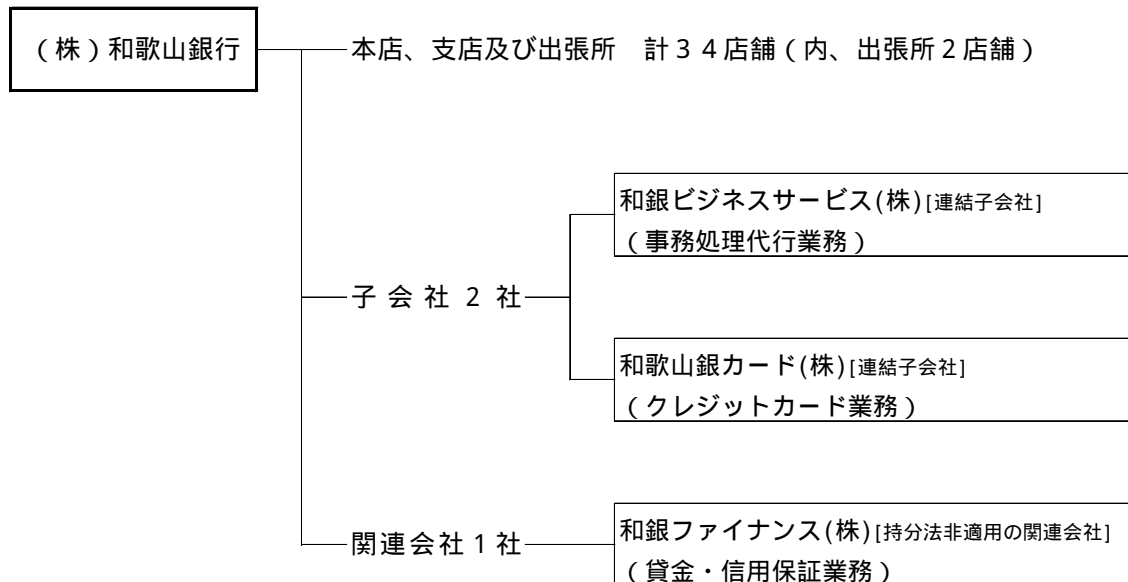 （株）和歌山銀行
本店、支店及び出張所　計３４店舗（内、出張所２店舗）
和銀ビジネスサービス(株)[連結子会社]
（事務処理代行業務）
子会社２社
和歌山銀カード(株)[連結子会社]
（クレジットカード業務）
関連会社１社
和銀ファイナンス(株)[持分法非適用の関連会社]
（貸金・信用保証業務）